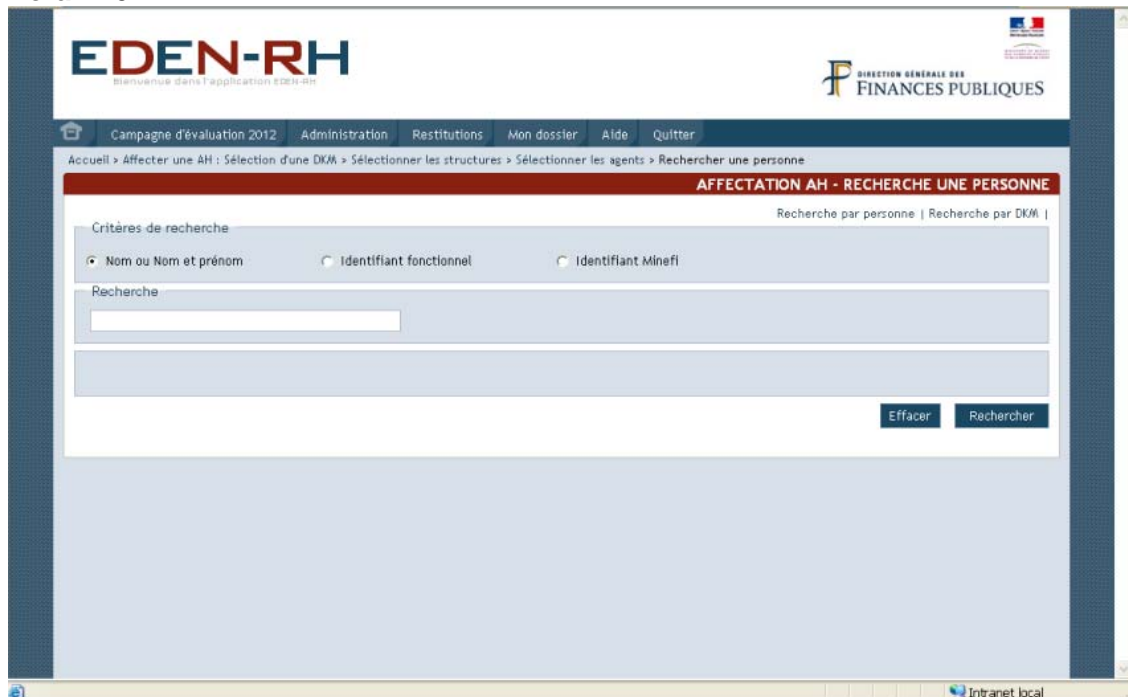 EDEN-RH
Bienvenue dans l'application EDEN-RH
DIRECTION GÉNÉRALE DES
FINANCES PUBLIQUES
Campagne d'évaluation 2012 Administration Restitutions Mon dossier Aide Quitter
Accueil > Affecter une AH : Sélection d'une DKM > Sélectionner les structures > Sélectionner les agents > Rechercher une personne
AFFECTATION AH - RECHERCHE UNE PERSONNE
Recherche par personne | Recherche par DKM |
Critères de recherche
Nom ou Nom et prénom Identifiant fonctionnel Identifiant Minefi
Recherche
Effacer Rechercher
Intranet local